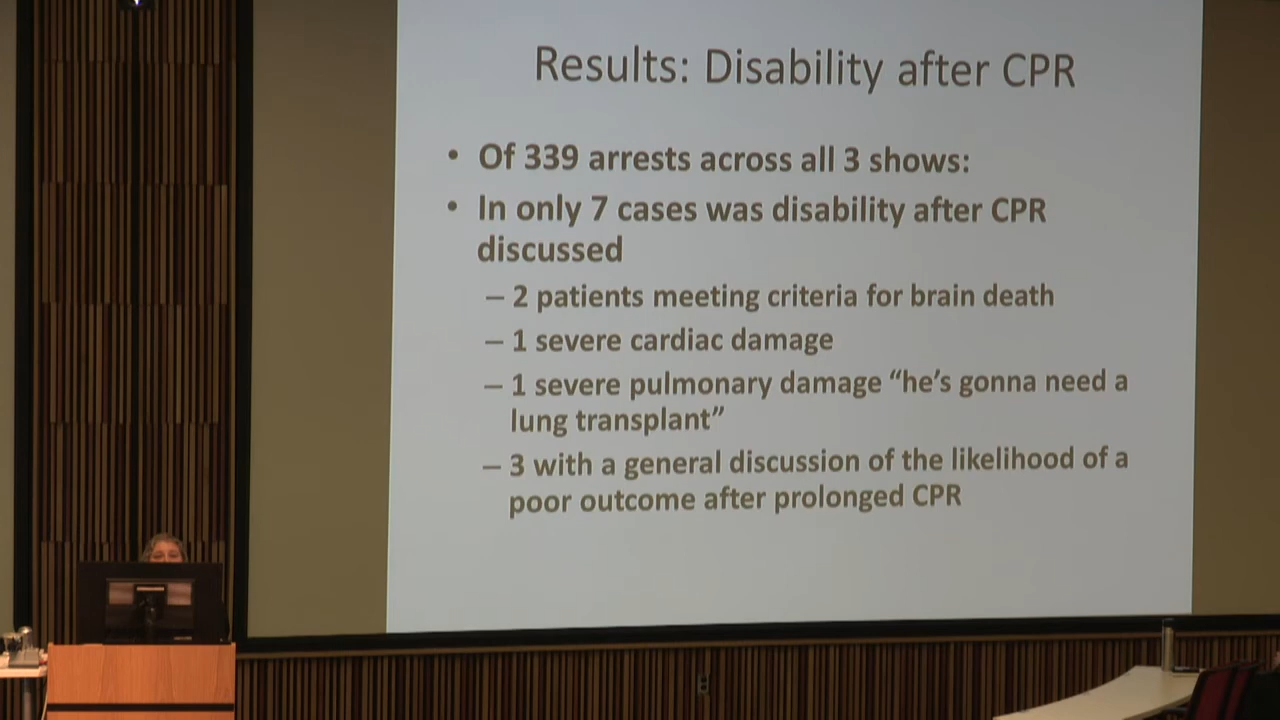 Results: Disability after CPR
• Of 339 arrests across all 3 shows:
• In only 7 cases was disability after CPR
discussed
– 2 patients meeting criteria for brain death
– 1 severe cardiac damage
– 1 severe pulmonary damage “he’s gonna need a
lung transplant”
– 3 with a general discussion of the likelihood of a
poor outcome after prolonged CPR